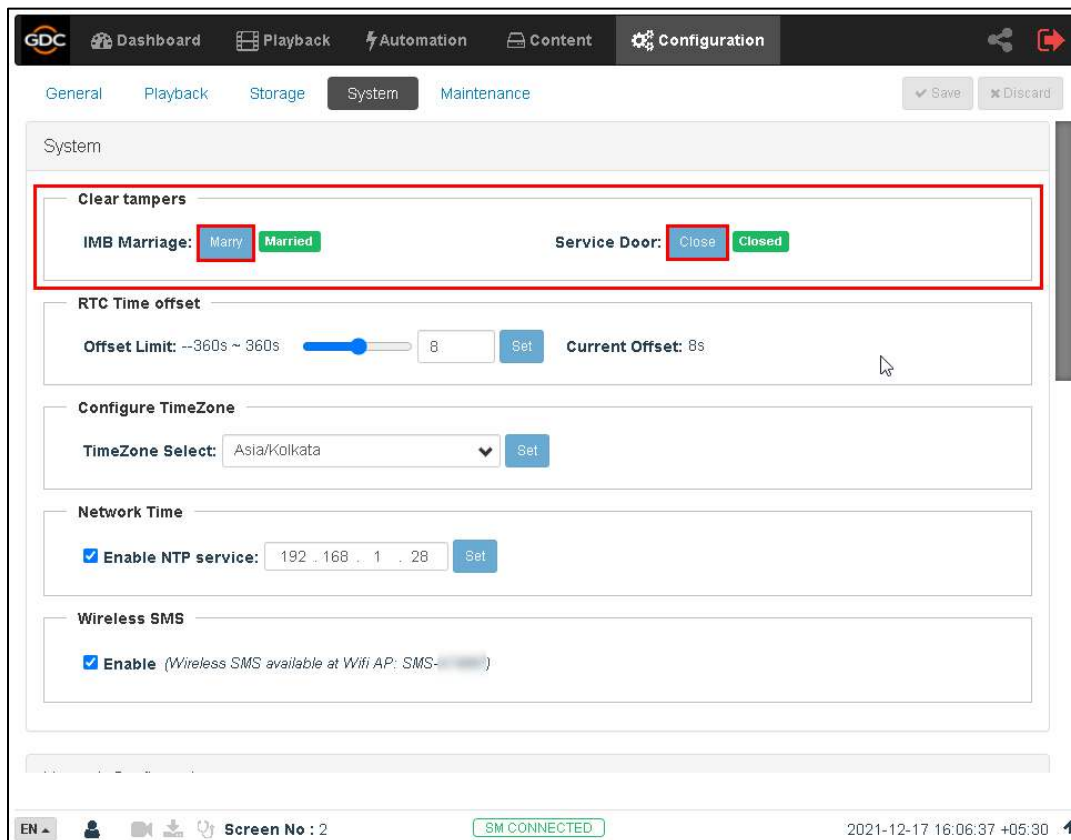 GDC Dashboard Playback Automation Content Configuration
General Playback Storage System Maintenance Save Discard
System
Clear tampers
IMB Marriage: Marry Married Service Door: Close Closed
RTC Time offset
Offset Limit: --360s ~ 360s 8 Set Current Offset: 8s
Configure TimeZone
TimeZone Select: Asia/Kolkata Set
Network Time
Enable NTP service: 192 . 168 . 1 . 28 Set
Wireless SMS
Enable (Wireless SMS available at Wifi AP: SMS- )
EN Screen No : 2 SM CONNECTED 2021-12-17 16:06:37 +05:30